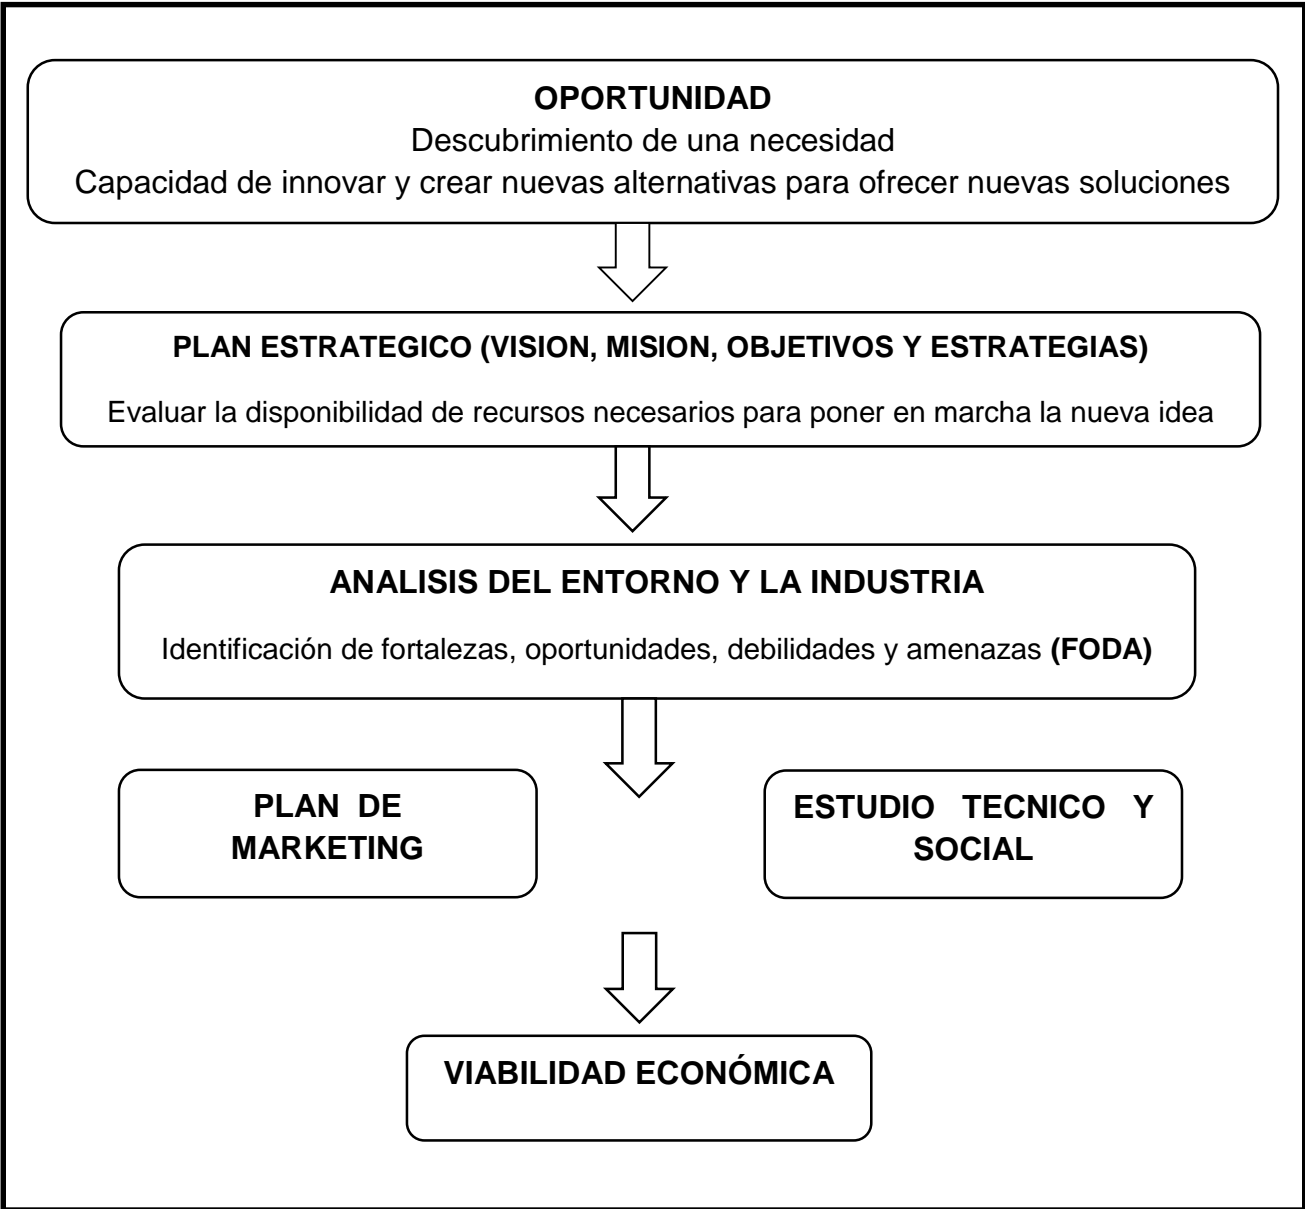 OPORTUNIDAD
Descubrimiento de una necesidad
Capacidad de innovar y crear nuevas alternativas para ofrecer nuevas soluciones
PLAN ESTRATEGICO (VISION, MISION, OBJETIVOS Y ESTRATEGIAS)
Evaluar la disponibilidad de recursos necesarios para poner en marcha la nueva idea
ANALISIS DEL ENTORNO Y LA INDUSTRIA
Identificación de fortalezas, oportunidades, debilidades y amenazas (FODA)
PLAN DE
MARKETING
ESTUDIO TECNICO Y
SOCIAL
VIABILIDAD ECONÓMICA